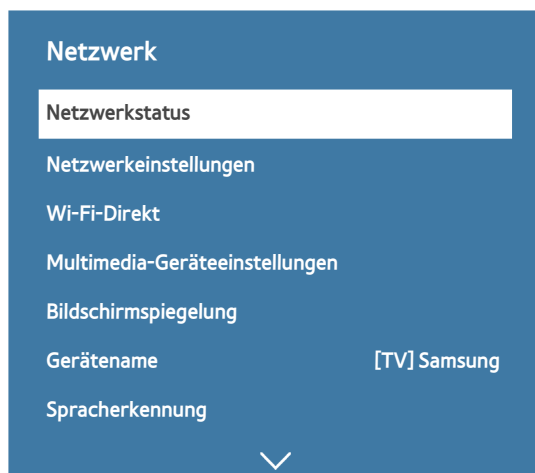 Netzwerk
Netzwerkstatus
Netzwerkeinstellungen
Wi-Fi-Direkt
Multimedia-Geräteeinstellungen
Bildschirmspiegelung
Gerätename [TV] Samsung
Spracherkennung